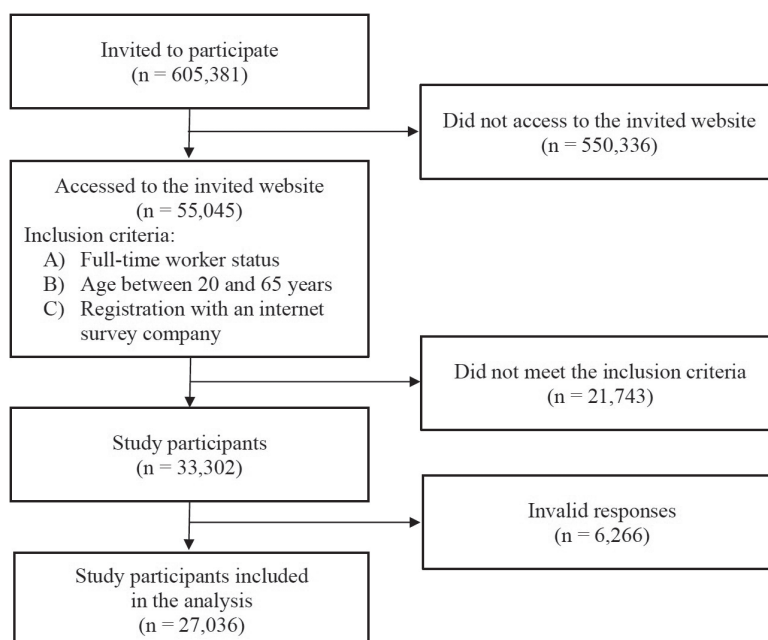 Invited to participate
(n = 605,381)
Did not access to the invited website
(n = 550,336)
Accessed to the invited website
(n = 55,045)
Inclusion criteria:
A) Full-time worker status
B) Age between 20 and 65 years
C) Registration with an internet
survey company
Did not meet the inclusion criteria
(n = 21,743)
Study participants
(n = 33,302)
Invalid responses
(n = 6,266)
Study participants included
in the analysis
(n = 27,036)